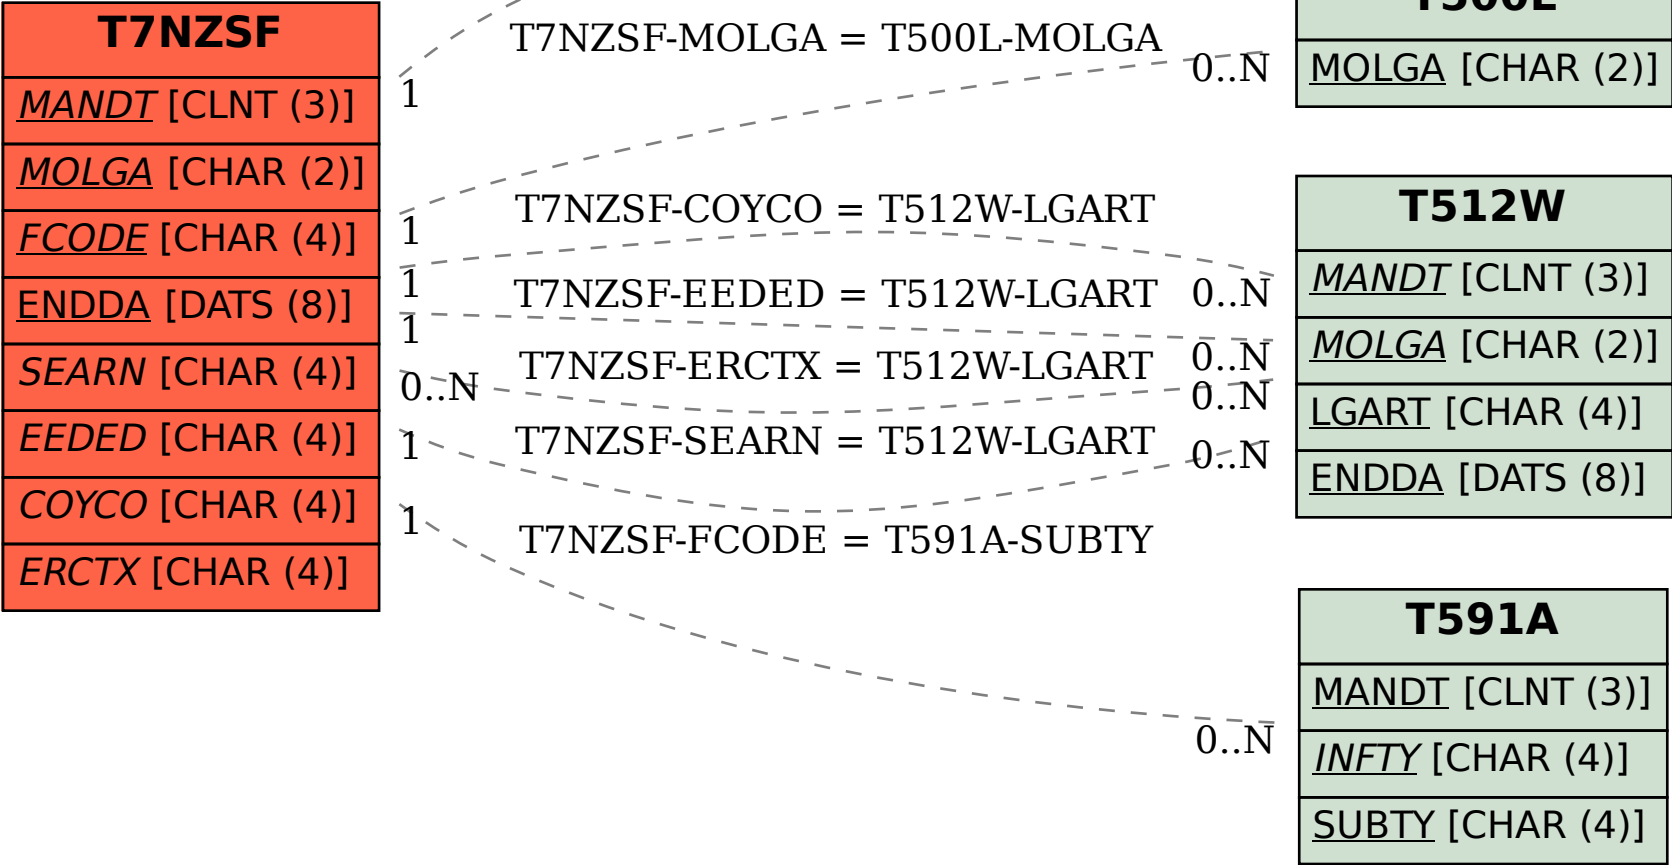 T7NZSF
MANDT [CLNT (3)]
MOLGA [CHAR (2)]
FCODE [CHAR (4)]
ENDDA [DATS (8)]
SEARN [CHAR (4)]
EEDED [CHAR (4)]
COYCO [CHAR (4)]
ERCTX [CHAR (4)]
T7NZSF-MOLGA = T500L-MOLGA
1
0..N
T7NZSF-COYCO = T512W-LGART
1
1
0..N
T7NZSF-EEDED = T512W-LGART
1
0..N
T7NZSF-ERCTX = T512W-LGART
0..N
0..N
T7NZSF-SEARN = T512W-LGART
1
0..N
T7NZSF-FCODE = T591A-SUBTY
1
0..N
T500L
MOLGA [CHAR (2)]
T512W
MANDT [CLNT (3)]
MOLGA [CHAR (2)]
LGART [CHAR (4)]
ENDDA [DATS (8)]
T591A
MANDT [CLNT (3)]
INFTY [CHAR (4)]
SUBTY [CHAR (4)]